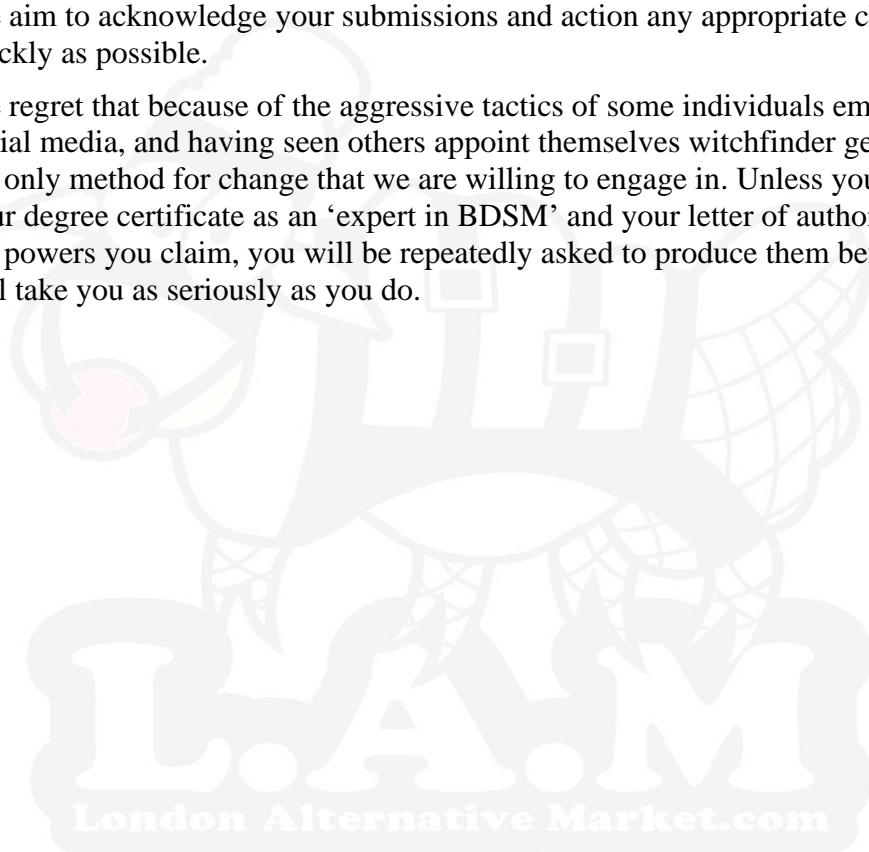 aim to acknowledge your submissions and action any appropriate c
ckly as possible.
regret that because of the aggressive tactics of some individuals em
ial media, and having seen others appoint themselves witchfinder ge
only method for change that we are willing to engage in. Unless you
ur degree certificate as an ‘expert in BDSM’ and your letter of author
powers you claim, you will be repeatedly asked to produce them be
l take you as seriously as you do.
L.A.M
London Alternative Market.com